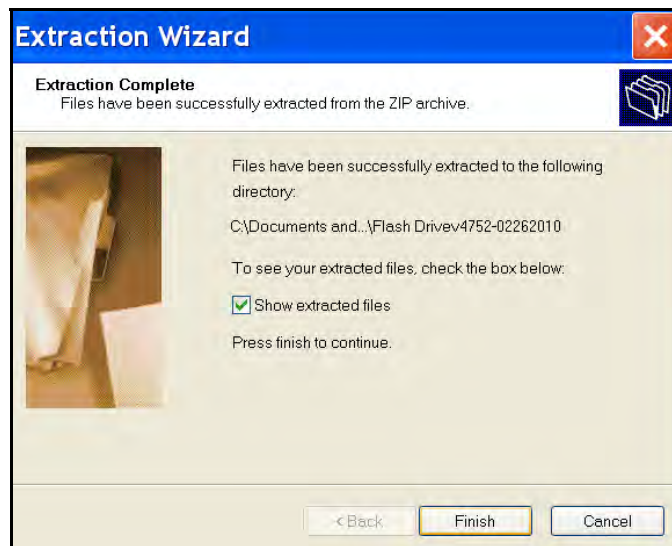 Extraction Wizard
Extraction Complete
Files have been successfully extracted from the ZIP archive.
Files have been successfully extracted to the following
directory:
C:\Documents and...\Flash Drivev4752-02262010
To see your extracted files, check the box below:
Show extracted files
Press finish to continue.
< Back
Finish
Cancel